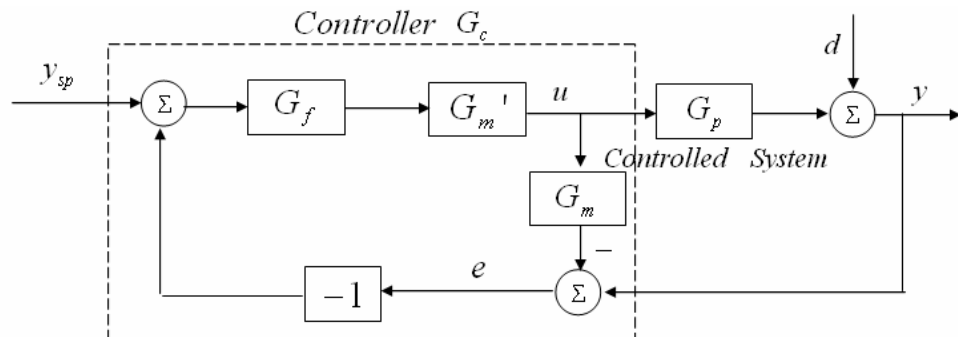 Controller G_c
y_sp
Σ
G_f
G_m '
u
G_p
d
Σ
y
Controlled System
G_m
−
Σ
e
−1